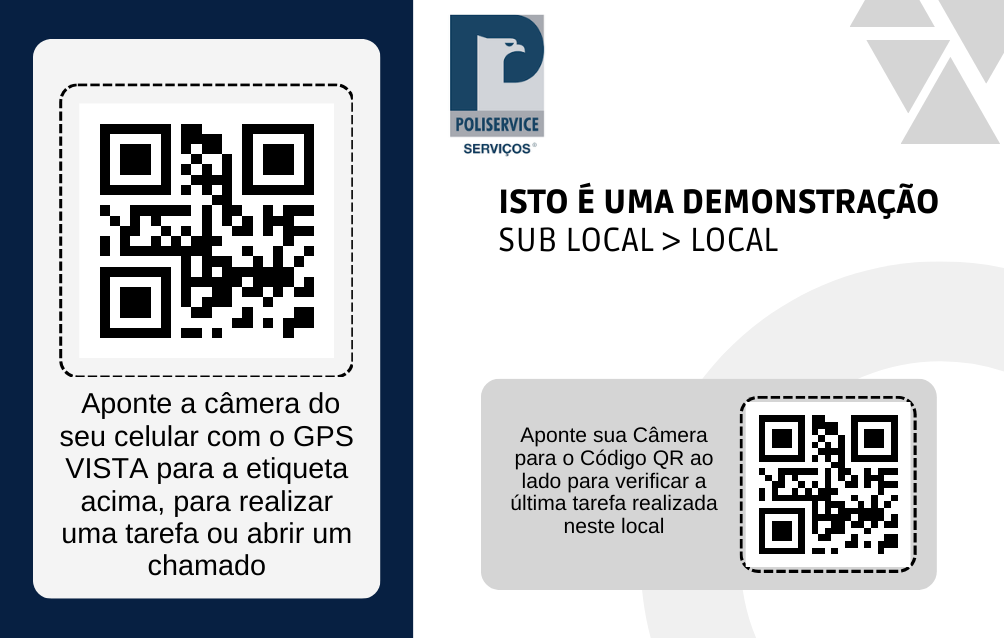 Aponte a câmera do
seu celular com o GPS
VISTA para a etiqueta
acima, para realizar
uma tarefa ou abrir um
chamado
POLISERVICE
SERVIÇOS®
ISTO É UMA DEMONSTRAÇÃO
SUB LOCAL > LOCAL
Aponte sua Câmera
para o Código QR ao
lado para verificar a
última tarefa realizada
neste local